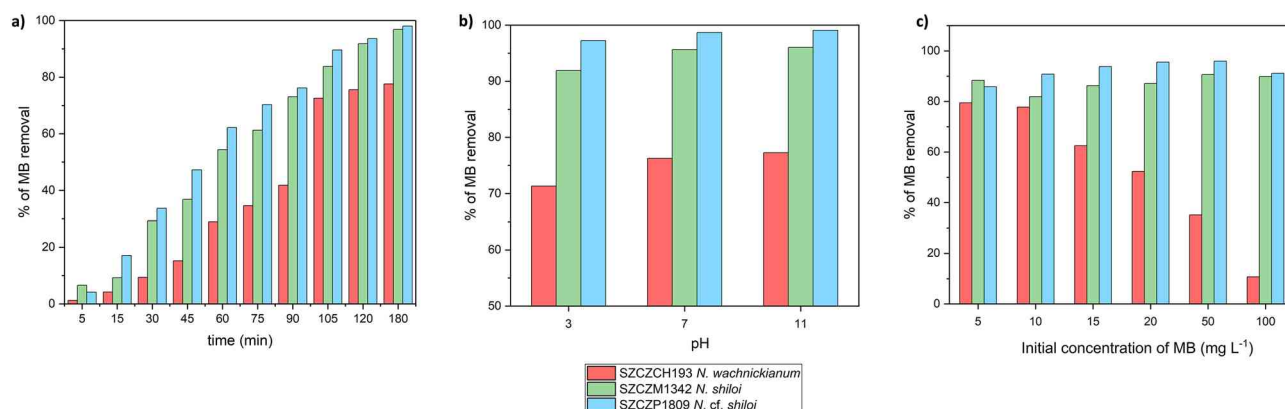 a)
100
80
60
40
20
0
% of MB removal
5 15 30 45 60 75 90 105 120 180
time (min)
b)
100
90
80
70
60
50
% of MB removal
3 7 11
pH
c)
100
80
60
40
20
0
% of MB removal
5 10 15 20 50 100
Initial concentration of MB (mg L⁻¹)
SZCZCH193 N. wachnickianum
SZCZM1342 N. shiloi
SZCZP1809 N. cf. shiloi